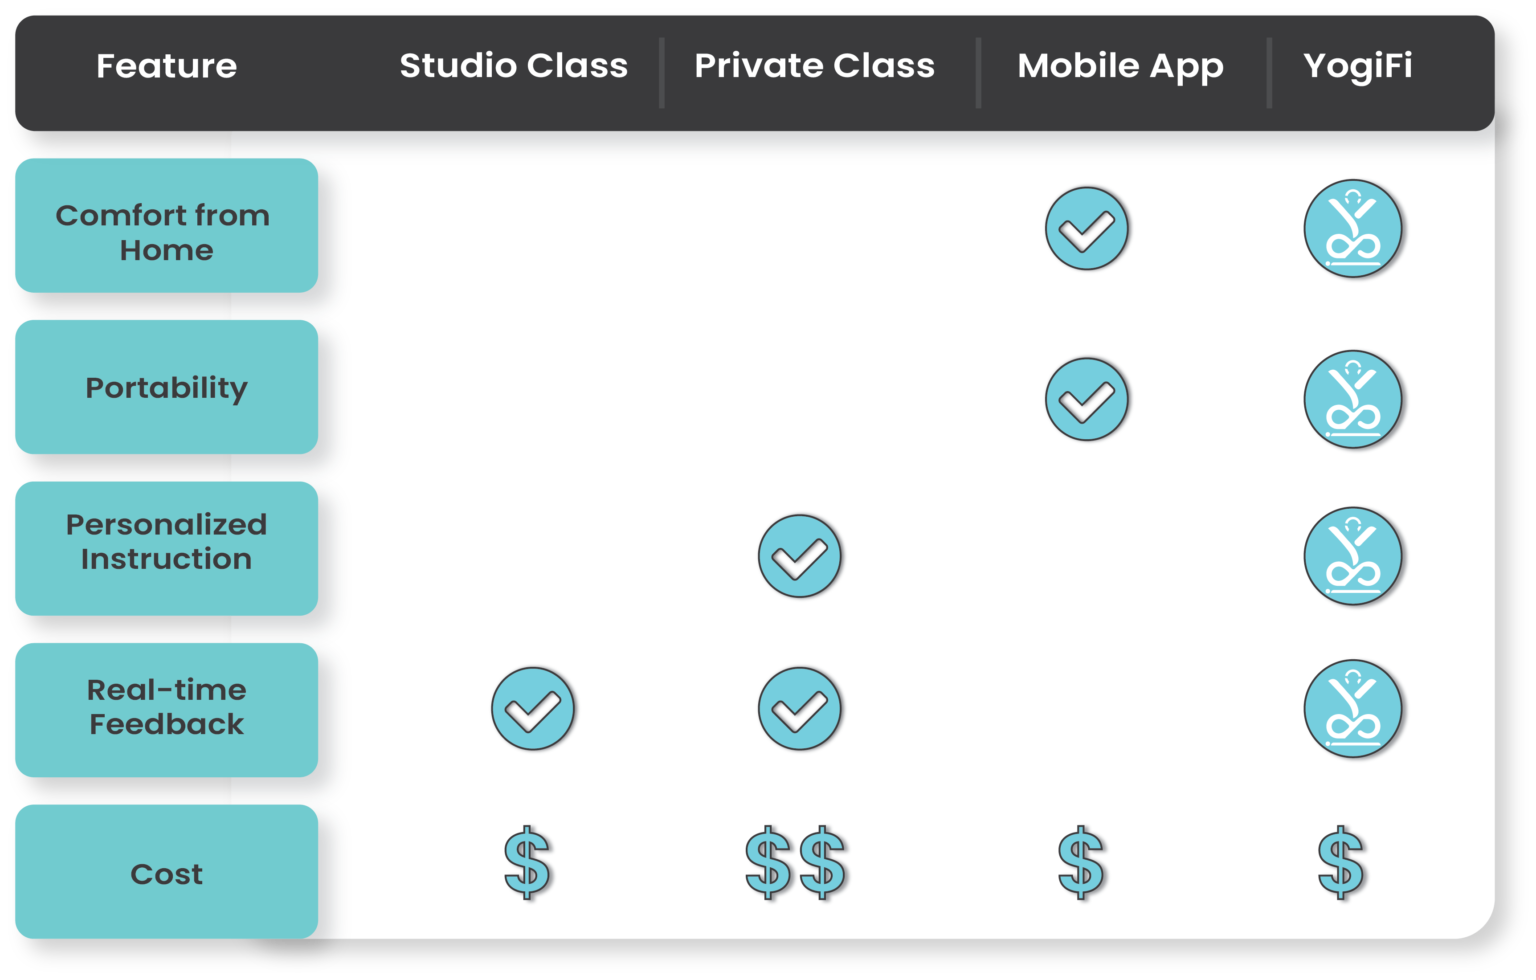 Feature Studio Class Private Class Mobile App YogiFi
Comfort from
Home
Portability
Personalized
Instruction
Real-time
Feedback
Cost $ $$ $ $